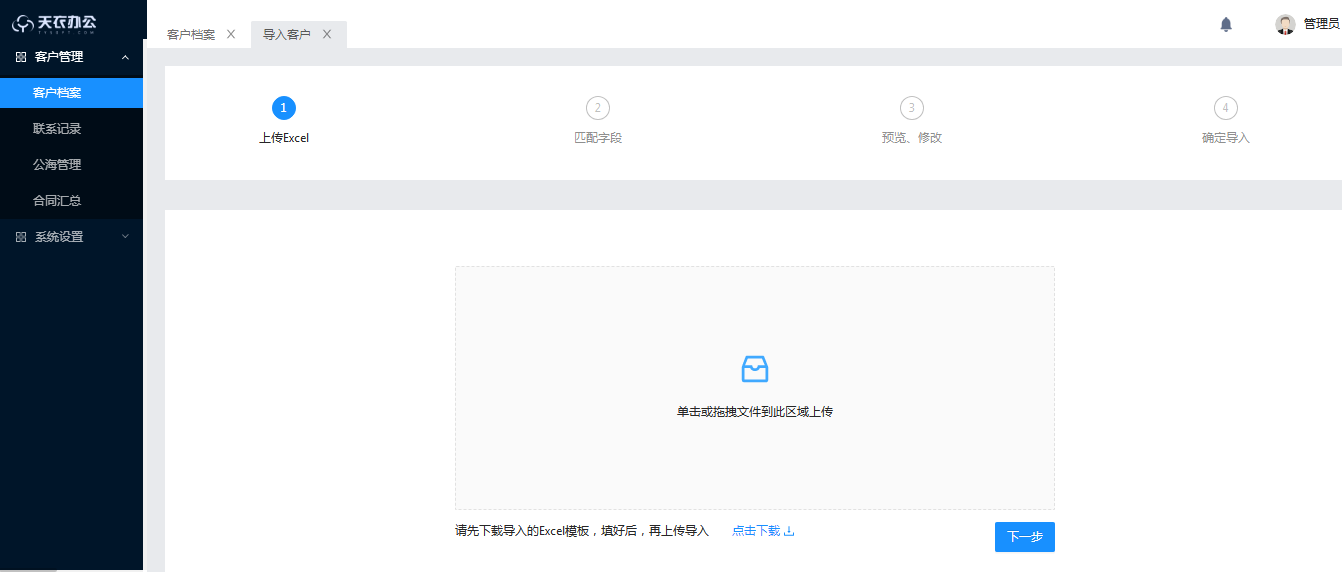 天衣办公
客户档案 导入客户 管理员
客户管理
客户档案
联系记录
公海管理
合同汇总
系统设置
1 2 3 4
上传Excel 匹配字段 预览、修改 确定导入
单击或拖拽文件到此区域上传
请先下载导入的Excel模板，填好后，再上传导入 点击下载 下一步